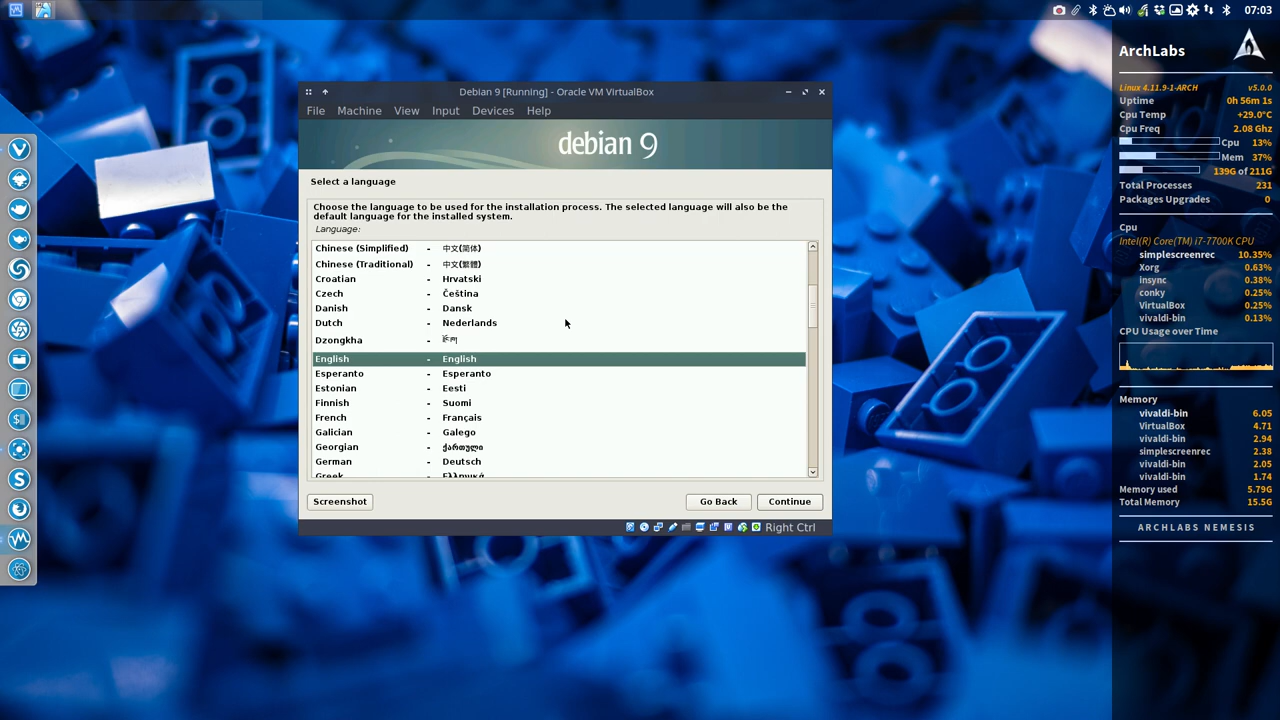 07:03
Debian 9 [Running] - Oracle VM VirtualBox
File Machine View Input Devices Help
debian 9
Select a language
Choose the language to be used for the installation process. The selected language will also be the
default language for the installed system.
Language:
Chinese (Simplified) - 中文(简体)
Chinese (Traditional) - 中文(繁體)
Croatian - Hrvatski
Czech - Čeština
Danish - Dansk
Dutch - Nederlands
Dzongkha -
English - English
Esperanto - Esperanto
Estonian - Eesti
Finnish - Suomi
French - Français
Galician - Galego
Georgian - ქართული
German - Deutsch
Greek - Ελληνικά
Screenshot Go Back Continue
Right Ctrl
ArchLabs
Linux 4.11.9-1-ARCH v5.0.0
Uptime 0h 56m 1s
Cpu Temp +29.0°C
Cpu Freq 2.08 Ghz
Cpu 13%
Mem 37%
139G of 211G
Total Processes 231
Packages Upgrades 0
Cpu
Intel(R) Core(TM) i7-7700K CPU
simplescreenrec 10.35%
Xorg 0.63%
insync 0.38%
conky 0.25%
VirtualBox 0.25%
vivaldi-bin 0.13%
CPU Usage over Time
Memory
vivaldi-bin 6.05
VirtualBox 4.71
vivaldi-bin 2.94
simplescreenrec 2.38
vivaldi-bin 2.05
vivaldi-bin 1.74
Memory used 5.79G
Total Memory 15.5G
ARCHLABS NEMESIS